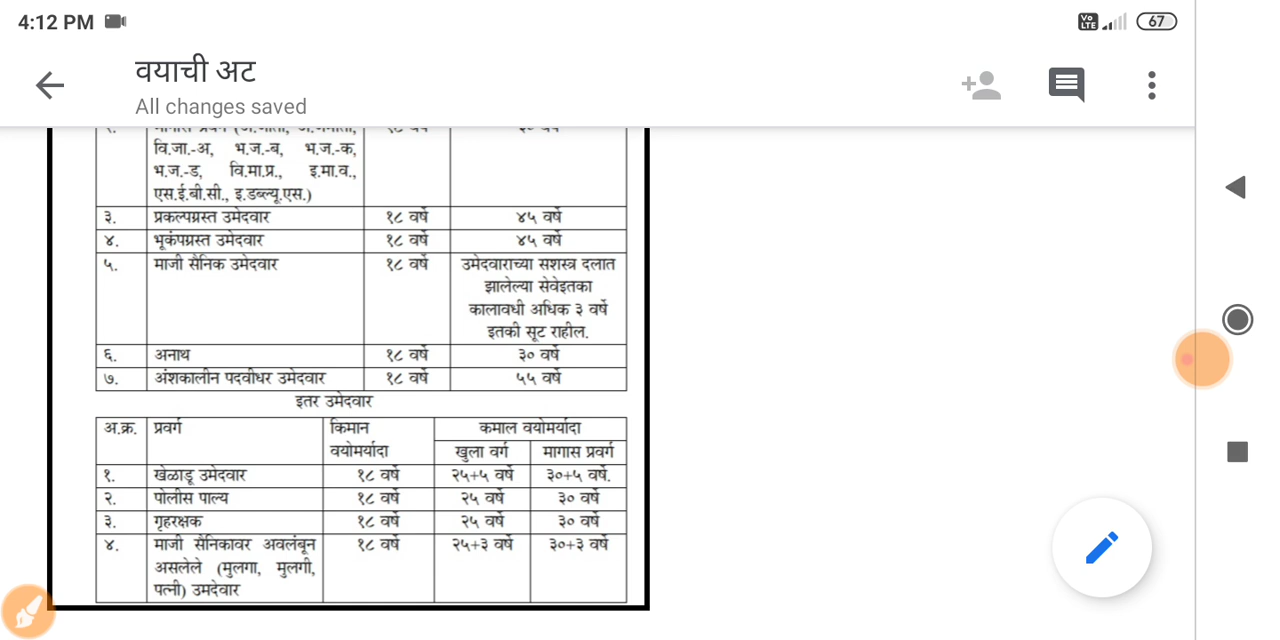 4:12 PM
Vo LTE
67
वयाची अट
All changes saved
वि.जा.-अ, भ.ज.-ब, भ.ज.-क,
भ.ज.-ड, वि.मा.प्र., इ.मा.व.,
एस.ई.बी.सी., इ.डब्ल्यू.एस.)
३. प्रकल्पग्रस्त उमेदवार १८ वर्षे ४५ वर्षे
४. भूकंपग्रस्त उमेदवार १८ वर्षे ४५ वर्षे
५. माजी सैनिक उमेदवार १८ वर्षे उमेदवाराच्या सशस्त्र दलात
झालेल्या सेवेइतका
कालावधी अधिक ३ वर्षे
इतकी सूट राहील.
६. अनाथ १८ वर्षे ३० वर्षे
७. अंशकालीन पदवीधर उमेदवार १८ वर्षे ५५ वर्षे
इतर उमेदवार
अ.क्र. प्रवर्ग किमान कमाल वयोमर्यादा
वयोमर्यादा खुला वर्ग मागास प्रवर्ग
१. खेळाडू उमेदवार १८ वर्षे २५+५ वर्षे ३०+५ वर्षे.
२. पोलीस पाल्य १८ वर्षे २५ वर्षे ३० वर्षे
३. गृहरक्षक १८ वर्षे २५ वर्षे ३० वर्षे
४. माजी सैनिकावर अवलंबून १८ वर्षे २५+३ वर्षे ३०+३ वर्षे
असलेले (मुलगा, मुलगी,
पत्नी) उमदेवार